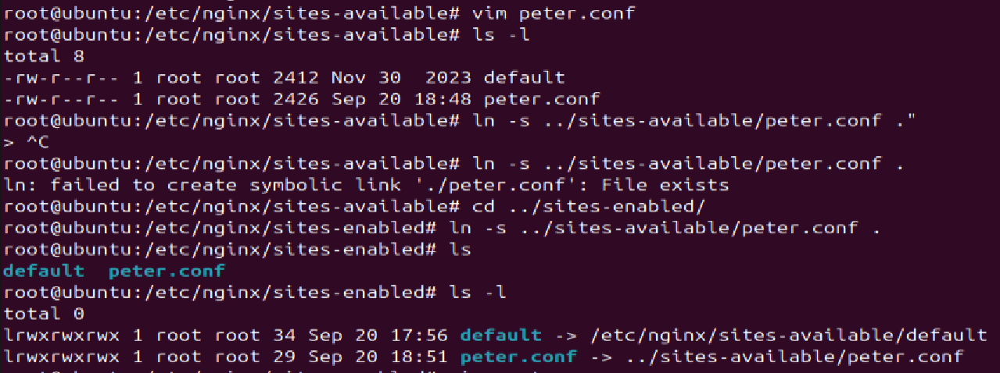 root@ubuntu:/etc/nginx/sites-available# vim peter.conf
root@ubuntu:/etc/nginx/sites-available# ls -l
total 8
-rw-r--r-- 1 root root 2412 Nov 30  2023 default
-rw-r--r-- 1 root root 2426 Sep 20 18:48 peter.conf
root@ubuntu:/etc/nginx/sites-available# ln -s ../sites-available/peter.conf ."
> ^C
root@ubuntu:/etc/nginx/sites-available# ln -s ../sites-available/peter.conf .
ln: failed to create symbolic link './peter.conf': File exists
root@ubuntu:/etc/nginx/sites-available# cd ../sites-enabled/
root@ubuntu:/etc/nginx/sites-enabled# ln -s ../sites-available/peter.conf .
root@ubuntu:/etc/nginx/sites-enabled# ls
default  peter.conf
root@ubuntu:/etc/nginx/sites-enabled# ls -l
total 0
lrwxrwxrwx 1 root root 34 Sep 20 17:56 default -> /etc/nginx/sites-available/default
lrwxrwxrwx 1 root root 29 Sep 20 18:51 peter.conf -> ../sites-available/peter.conf